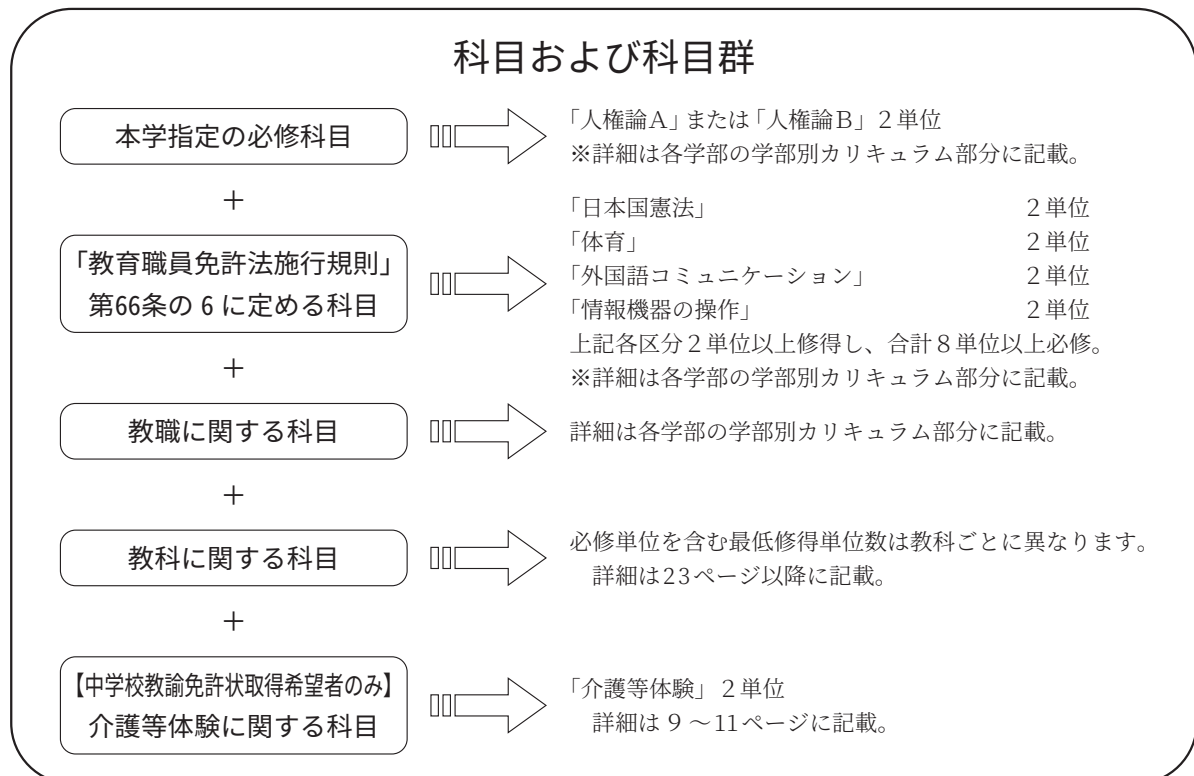 科目および科目群
本学指定の必修科目
「人権論A」または「人権論B」2単位
※詳細は各学部の学部別カリキュラム部分に記載。
+
「教育職員免許法施行規則」
第66条の6に定める科目
「日本国憲法」 2単位
「体育」 2単位
「外国語コミュニケーション」 2単位
「情報機器の操作」 2単位
上記各区分2単位以上修得し、合計8単位以上必修。
※詳細は各学部の学部別カリキュラム部分に記載。
+
教職に関する科目
詳細は各学部の学部別カリキュラム部分に記載。
+
教科に関する科目
必修単位を含む最低修得単位数は教科ごとに異なります。
詳細は23ページ以降に記載。
+
【中学校教諭免許状取得希望者のみ】
介護等体験に関する科目
「介護等体験」2単位
詳細は9～11ページに記載。